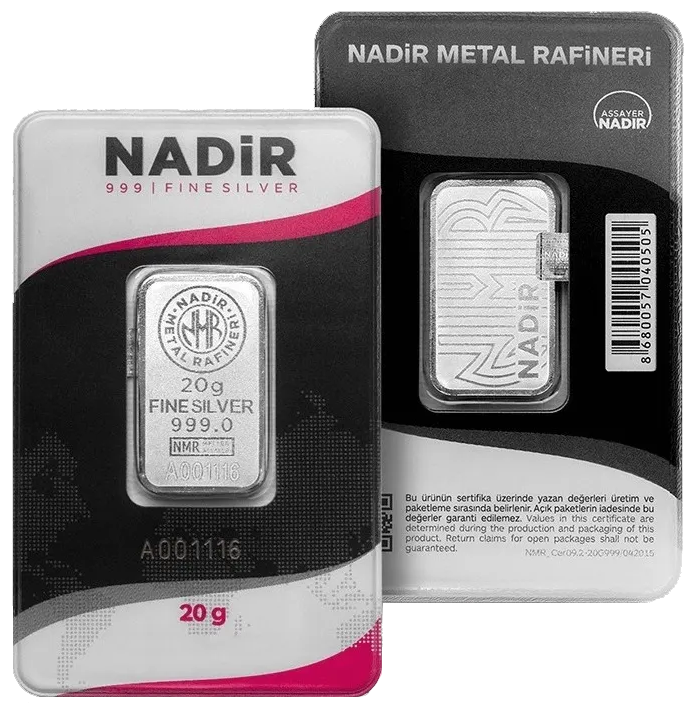 NADiR
999 | FINE SILVER
NADiR
METAL RAFiNERi
NMR
20g
FINE SILVER
999.0
NMR
A001116
A001116
20 g
NADiR METAL RAFiNERi
ASSAYER
NADIR
NMR
NADiR
8680057040505
Bu ürünün sertifika üzerinde yazan değerleri üretim ve
paketleme sırasında belirlenir. Açık paketlerin iadesinde bu
değerler garanti edilemez. Values in this certificate are
determined during the production and packaging of this
product. Return claims for open packages shall not be
guaranteed.
NMR_Cer09.2-20G999/042015